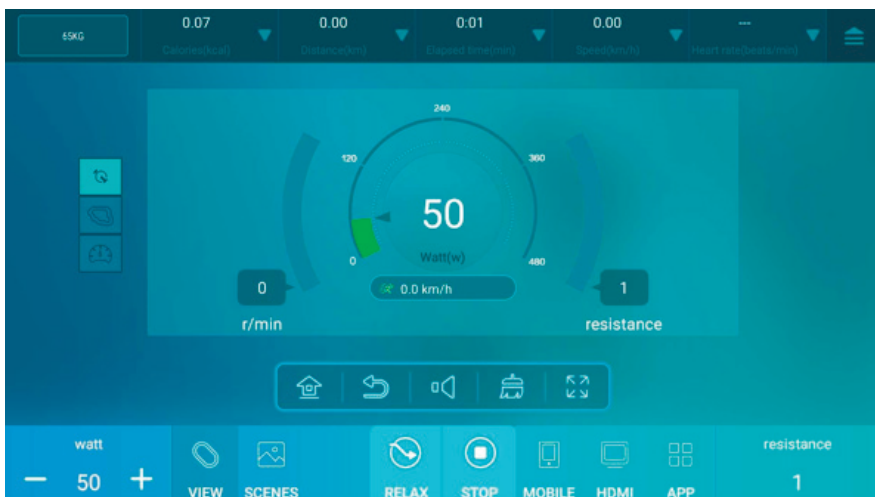 65KG
0.07
Calories(kcal)
0.00
Distance(km)
0:01
Elapsed time(min)
0.00
Speed(km/h)
---
Heart rate(beats/min)
240
120
360
50
Watt(w)
0
480
0.0 km/h
0
1
r/min
resistance
watt
− 50 +
VIEW
SCENES
RELAX
STOP
MOBILE
HDMI
APP
resistance
1